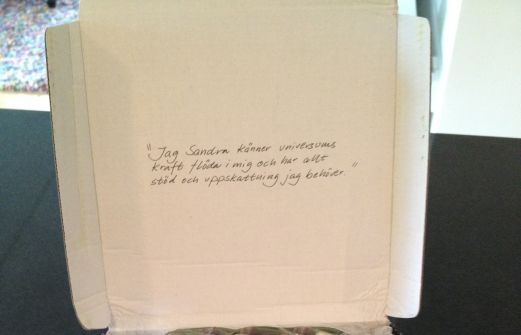 "Jag Sandra känner universums
kraft flöda i mig och har allt
stöd och uppskattning jag behöver."